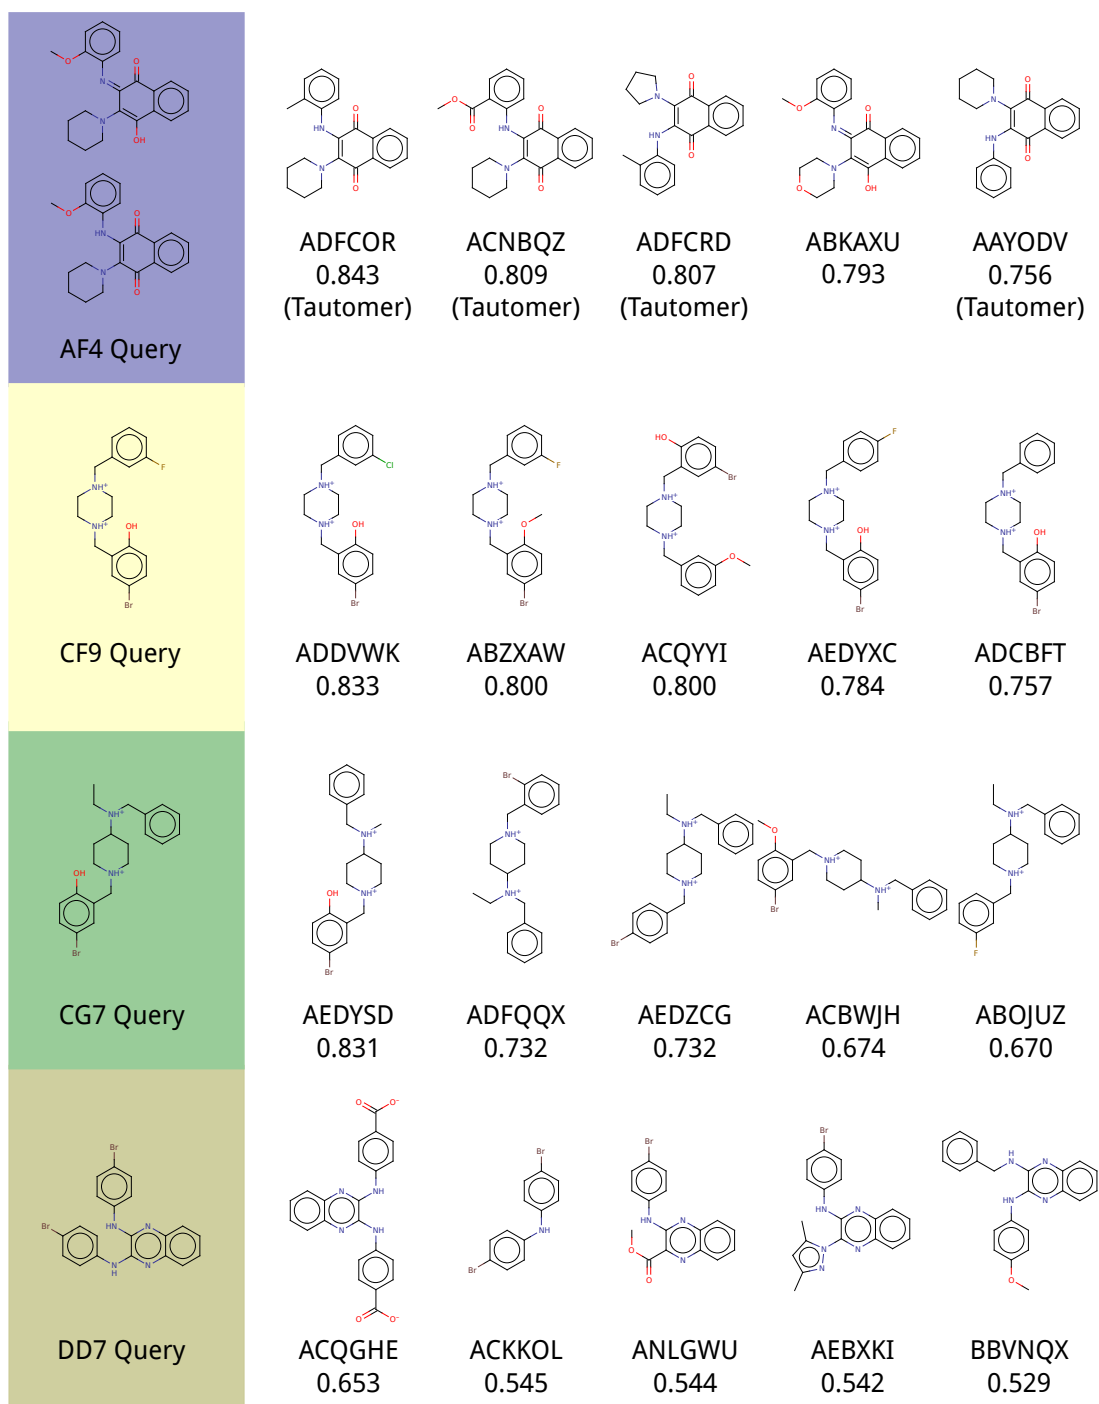 AF4 Query
ADFCOR
0.843
(Tautomer)
ACNBQZ
0.809
(Tautomer)
ADFCRD
0.807
(Tautomer)
ABKAXU
0.793
AAYODV
0.756
(Tautomer)
CF9 Query
ADDVWK
0.833
ABZXAW
0.800
ACQYYI
0.800
AEDYXC
0.784
ADCBFT
0.757
CG7 Query
AEDYSD
0.831
ADFQQX
0.732
AEDZCG
0.732
ACBWJH
0.674
ABOJUZ
0.670
DD7 Query
ACQGHE
0.653
ACKKOL
0.545
ANLGWU
0.544
AEBXKI
0.542
BBVNQX
0.529